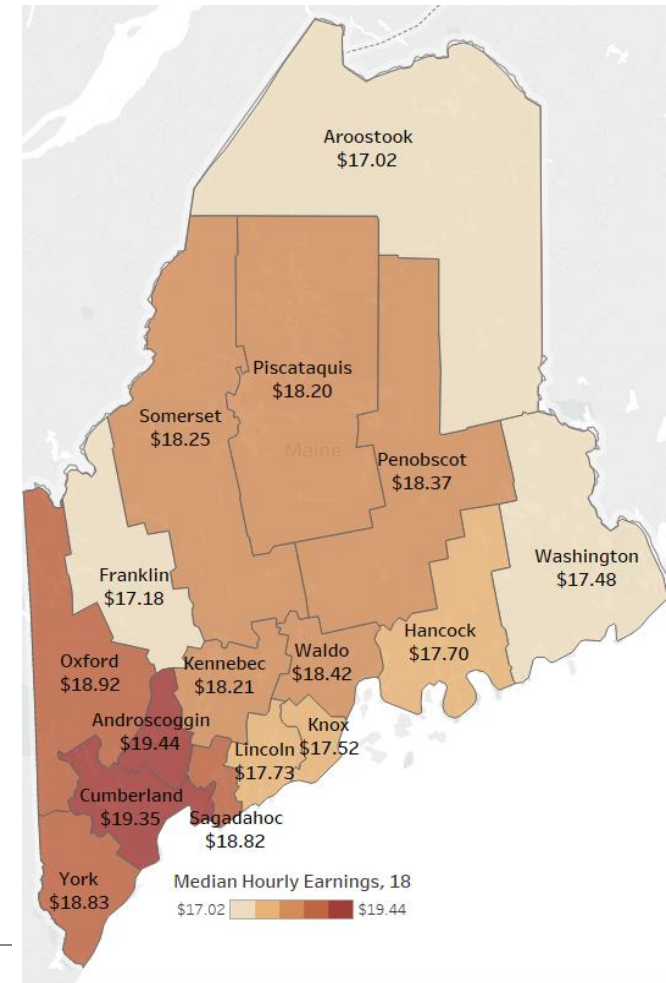 Aroostook
$17.02
Piscataquis
$18.20
Somerset
$18.25
Maine
Penobscot
$18.37
Washington
$17.48
Franklin
$17.18
Hancock
$17.70
Waldo
$18.42
Oxford
$18.92
Kennebec
$18.21
Androscoggin
$19.44
Knox
$17.52
Lincoln
$17.73
Cumberland
$19.35
Sagadahoc
$18.82
York
$18.83
Median Hourly Earnings, 18
$17.02 $19.44